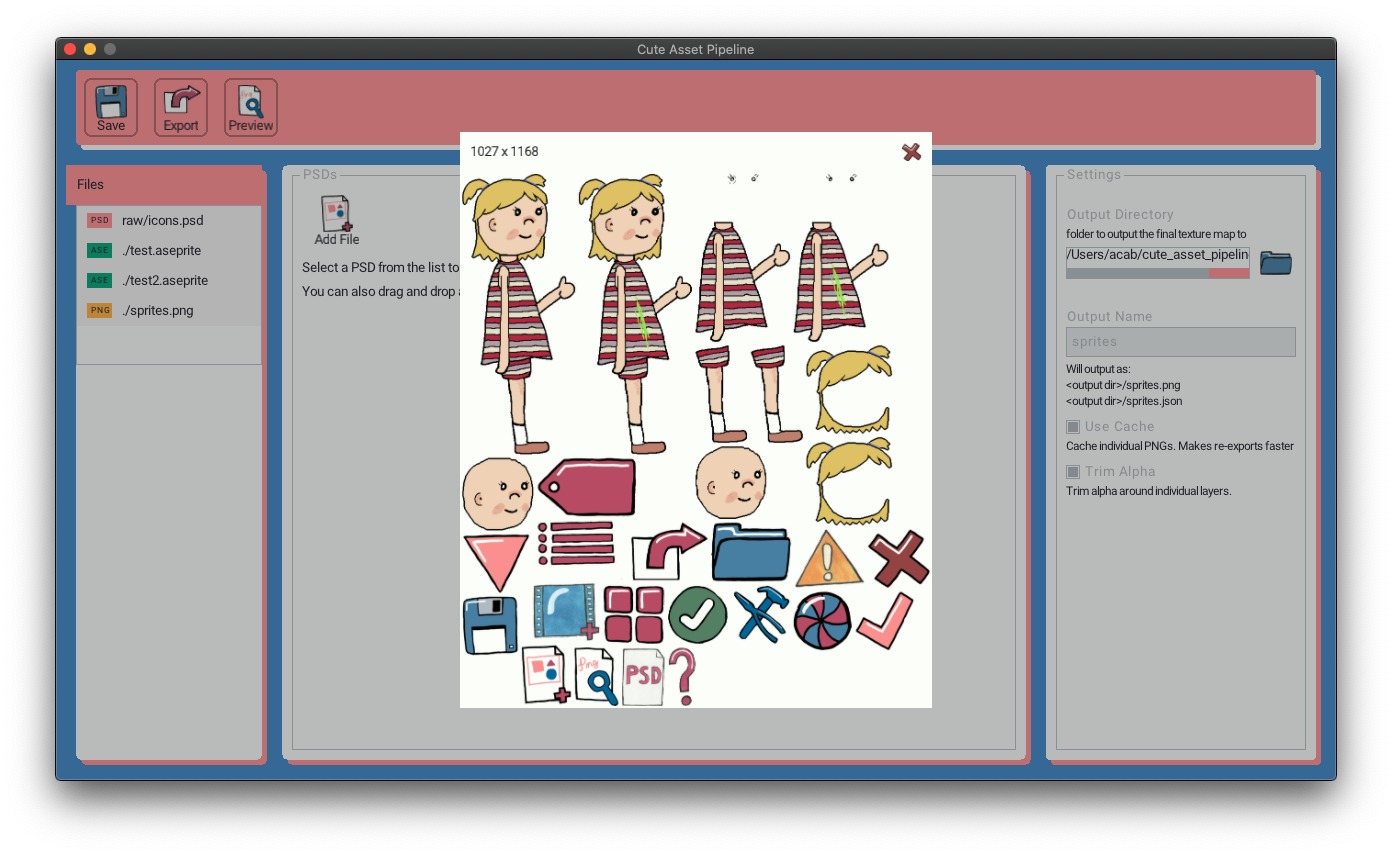 Cute Asset Pipeline
Save
Export
Preview
Files
PSD raw/icons.psd
ASE ./test.aseprite
ASE ./test2.aseprite
PNG ./sprites.png
PSDs
Add File
Select a PSD from the list to
You can also drag and drop
1027 x 1168
Png
PSD
?
Settings
Output Directory
folder to output the final texture map to
/Users/acab/cute_asset_pipelin
Output Name
sprites
Will output as:
<output dir>/sprites.png
<output dir>/sprites.json
Use Cache
Cache individual PNGs. Makes re-exports faster
Trim Alpha
Trim alpha around individual layers.